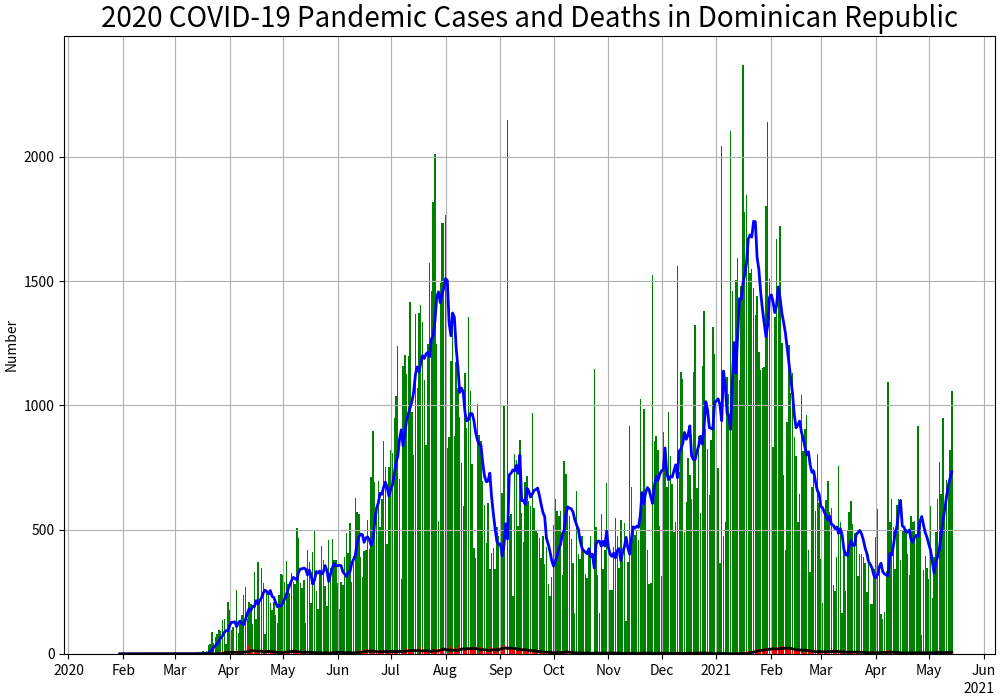 2020 COVID-19 Pandemic Cases and Deaths in Dominican Republic
Number
2000
1500
1000
500
0
2020 Feb Mar Apr May Jun Jul Aug Sep Oct Nov Dec 2021 Feb Mar Apr May Jun
2021